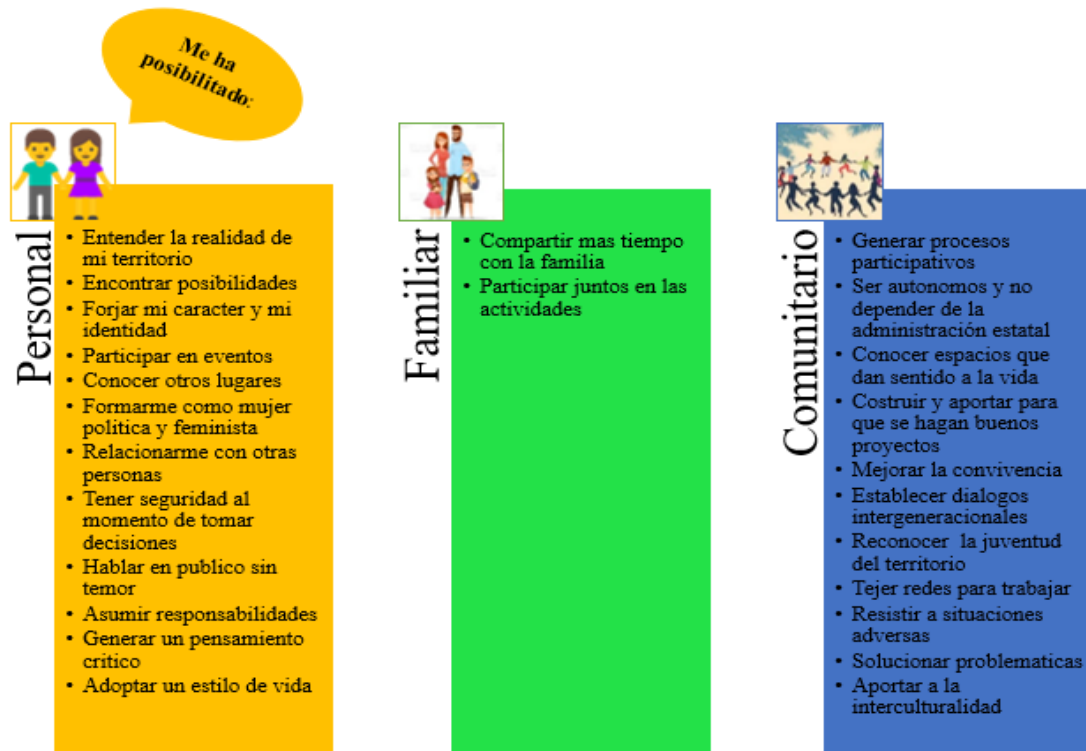 Me ha
posibilitado:
Personal
• Entender la realidad de
mi territorio
• Encontrar posibilidades
• Forjar mi caracter y mi
identidad
• Participar en eventos
• Conocer otros lugares
• Formarme como mujer
politica y feminista
• Relacionarme con otras
personas
• Tener seguridad al
momento de tomar
decisiones
• Hablar en publico sin
temor
• Asumir responsabilidades
• Generar un pensamiento
critico
• Adoptar un estilo de vida
Familiar
• Compartir mas tiempo
con la familia
• Participar juntos en las
actividades
Comunitario
• Generar procesos
participativos
• Ser autonomos y no
depender de la
administración estatal
• Conocer espacios que
dan sentido a la vida
• Costruir y aportar para
que se hagan buenos
proyectos
• Mejorar la convivencia
• Establecer dialogos
intergeneracionales
• Reconocer la juventud
del territorio
• Tejer redes para trabajar
• Resistir a situaciones
adversas
• Solucionar problematicas
• Aportar a la
interculturalidad